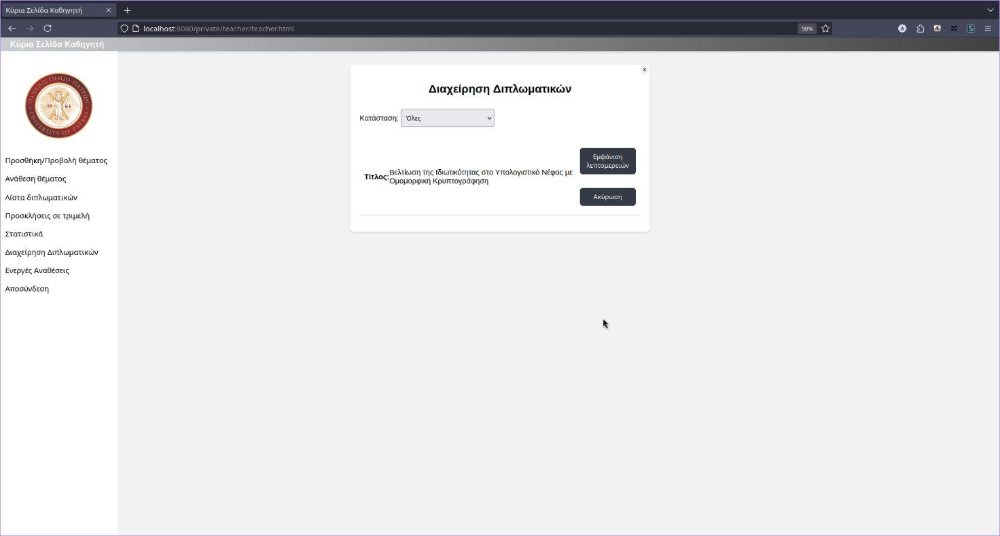 Κύρια Σελίδα Καθηγητή
localhost:8080/private/teacher/teacher.html
90%
Κύρια Σελίδα Καθηγητή
ΠΑΝΕΠΙΣΤΗΜΙΟ ΠΑΤΡΩΝ
19 64
UNIVERSITY OF PATRAS
Προσθήκη/Προβολή θέματος
Ανάθεση θέματος
Λίστα διπλωματικών
Προσκλήσεις σε τριμελή
Στατιστικά
Διαχείρηση Διπλωματικών
Ενεργές Αναθέσεις
Αποσύνδεση
x
Διαχείρηση Διπλωματικών
Κατάσταση: Όλες
Τίτλος: Βελτίωση της Ιδιωτικότητας στο Υπολογιστικό Νέφος με
Ομομορφική Κρυπτογράφηση
Εμφάνιση
λεπτομερειών
Ακύρωση